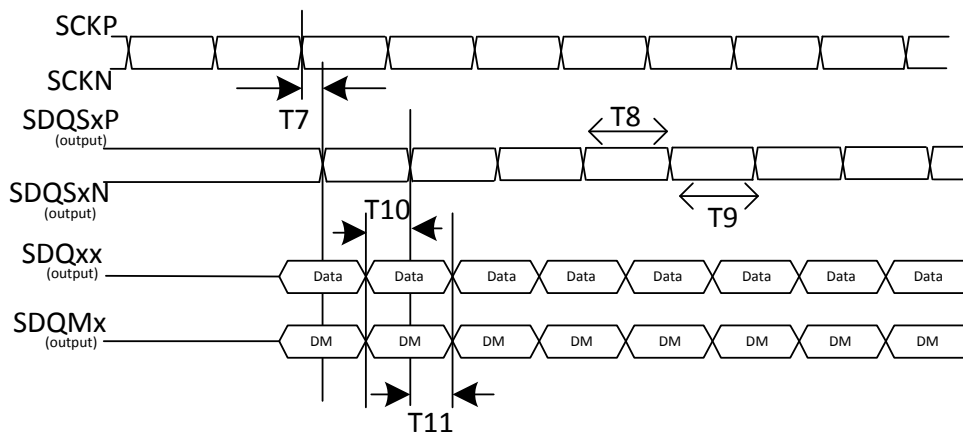 SCKP
SCKN
T7
SDQSxP
(output)
T8
SDQSxN
(output)
T10
T9
SDQxx
(output)
Data Data Data Data Data Data Data Data
SDQMx
(output)
DM DM DM DM DM DM DM DM
T11